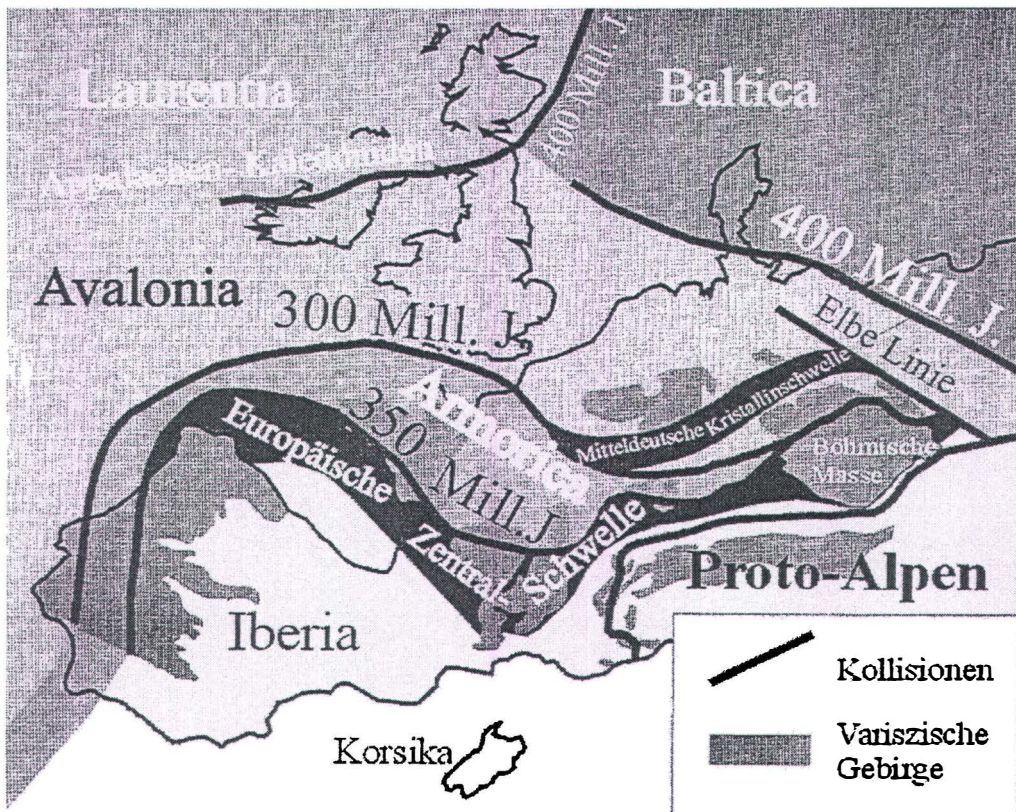 Laurentia
Baltica
400 Mill. J.
Appalachen - Kaledoniden
Avalonia
300 Mill. J.
400 Mill. J.
Elbe Linie
Armorica
350 Mill. J
Mitteldeutsche Kristallinschwelle
Böhmische
Masse
Europäische
Zentral-
Schwelle
Proto-Alpen
Iberia
Korsika
Kollisionen
Variszische
Gebirge